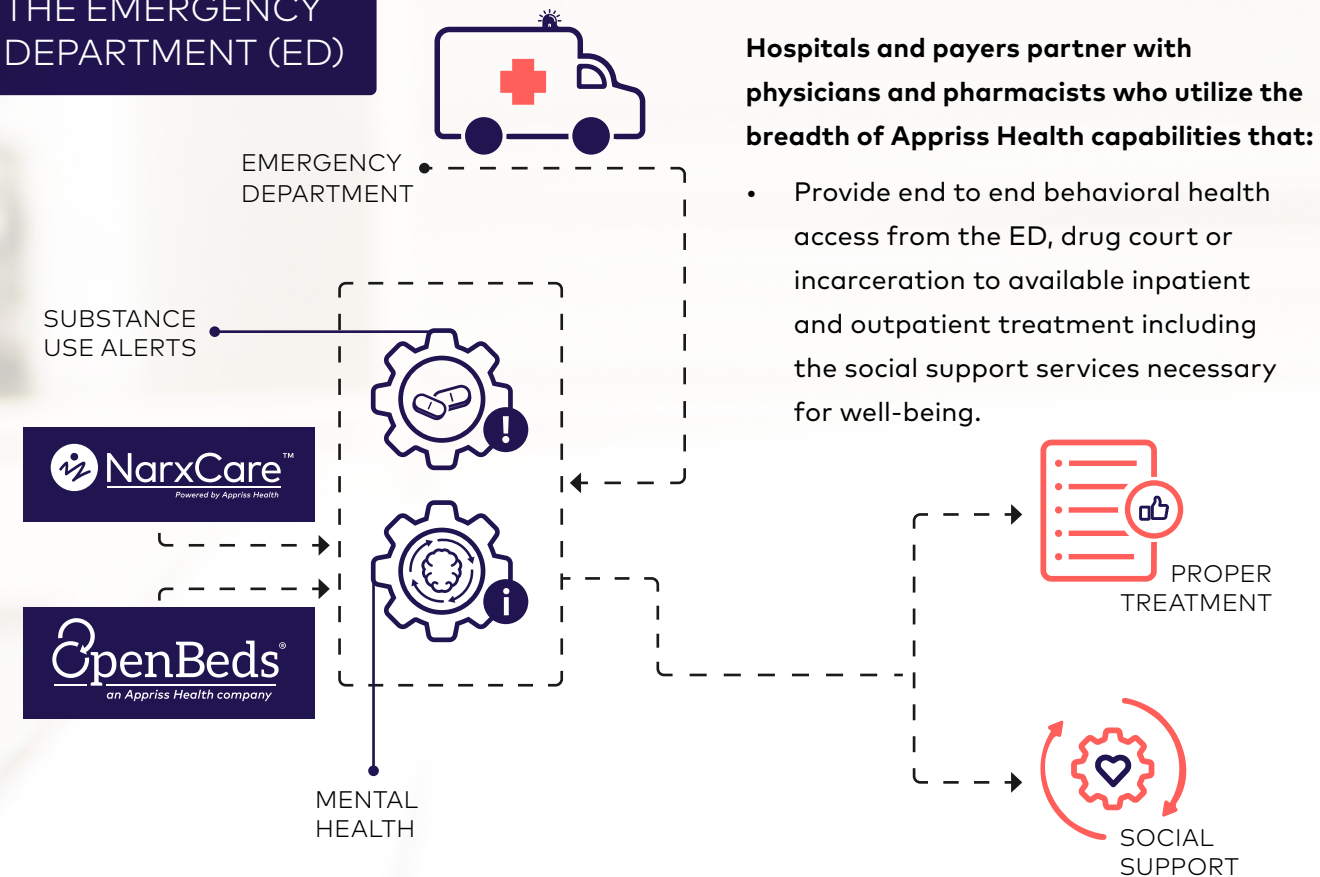 THE EMERGENCY
DEPARTMENT (ED)
Hospitals and payers partner with
physicians and pharmacists who utilize the
breadth of Appriss Health capabilities that:
• Provide end to end behavioral health
access from the ED, drug court or
incarceration to available inpatient
and outpatient treatment including
the social support services necessary
for well-being.
EMERGENCY
DEPARTMENT
SUBSTANCE
USE ALERTS
!
NarxCare™
Powered by Appriss Health
i
OpenBeds®
an Appriss Health company
MENTAL
HEALTH
PROPER
TREATMENT
SOCIAL
SUPPORT